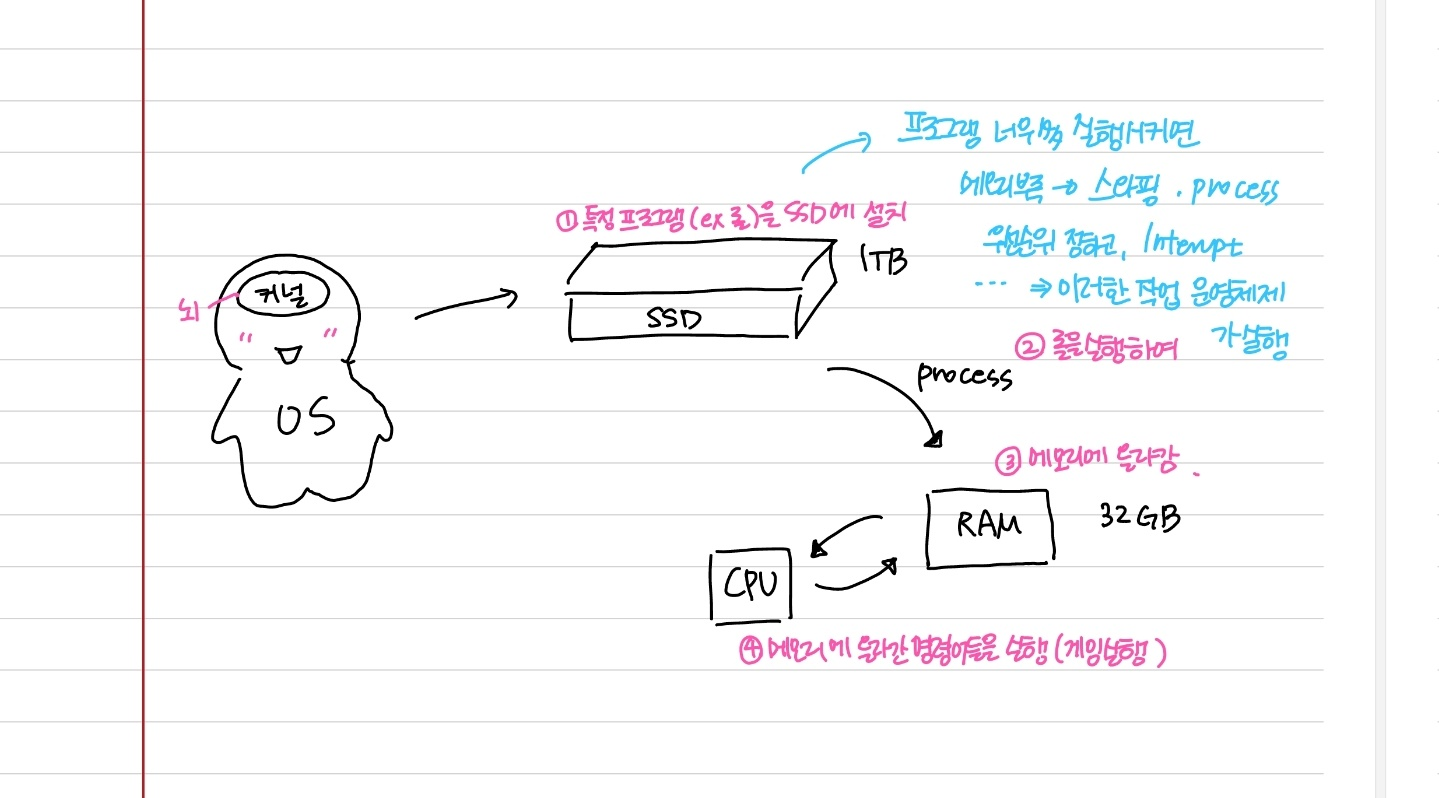 프로그램 너무多 실행시키면
메모리부족 → 스와핑 . process
우선순위 정하고, Interrupt
... ⇒ 이러한 작업 운영체제
가 실행
① 특정 프로그램(ex 롤)을 SSD에 설치
1TB
SSD
뇌
커널
OS
② 롤을 실행하여
process
③ 메모리에 올라감.
RAM
32GB
CPU
④ 메모리에 올라간 명령어들을 실행(게임실행)